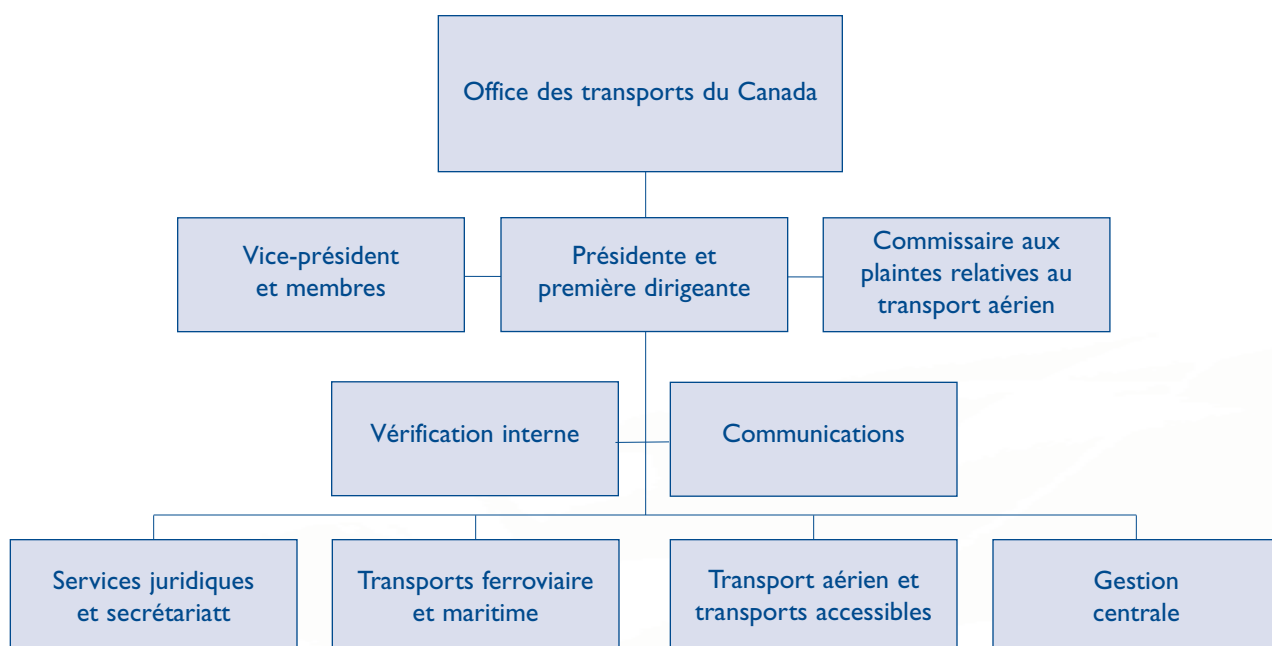 Office des transports du Canada
Vice-président
et membres
Présidente et
première dirigeante
Commissaire aux
plaintes relatives au
transport aérien
Vérification interne
Communications
Services juridiques
et secrétariatt
Transports ferroviaire
et maritime
Transport aérien et
transports accessibles
Gestion
centrale